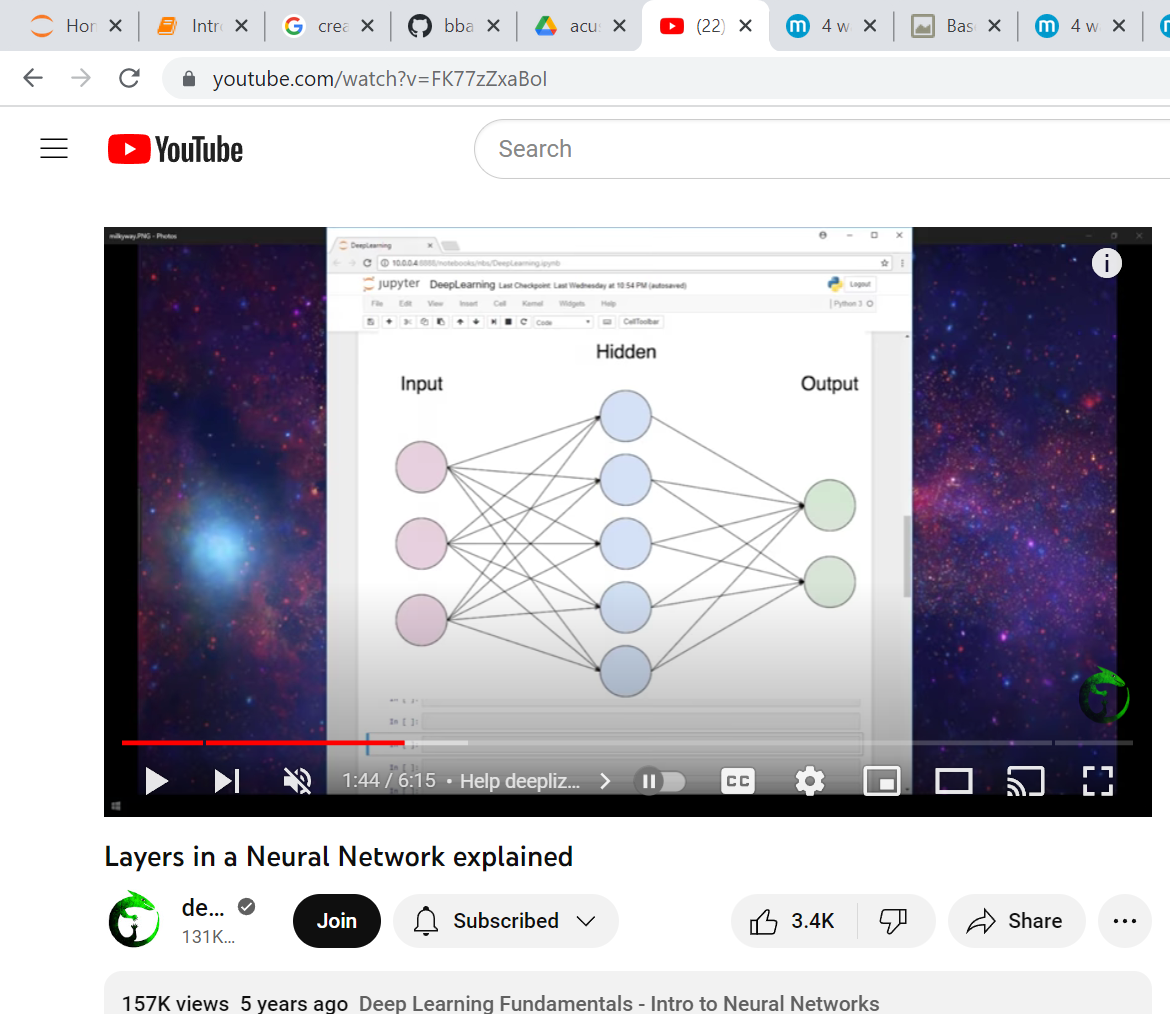 Hor Intr crea bba acu (22) 4 w Bas 4 w
youtube.com/watch?v=FK77zZxaBoI
YouTube
Search
milkyway.PNG - Photos
DeepLearning
10.0.0.4:8888/notebooks/nbs/DeepLearning.ipynb
jupyter DeepLearning Last Checkpoint: Last Wednesday at 10:54 PM (autosaved)
Logout
File Edit View Insert Cell Kernel Widgets Help
Python 3
Code CellToolbar
Hidden
Input
Output
In [ ]:
In [ ]:
1:44 / 6:15 • Help deepliz...
CC
Layers in a Neural Network explained
de...
131K...
Join
Subscribed
3.4K
Share
157K views 5 years ago Deep Learning Fundamentals - Intro to Neural Networks